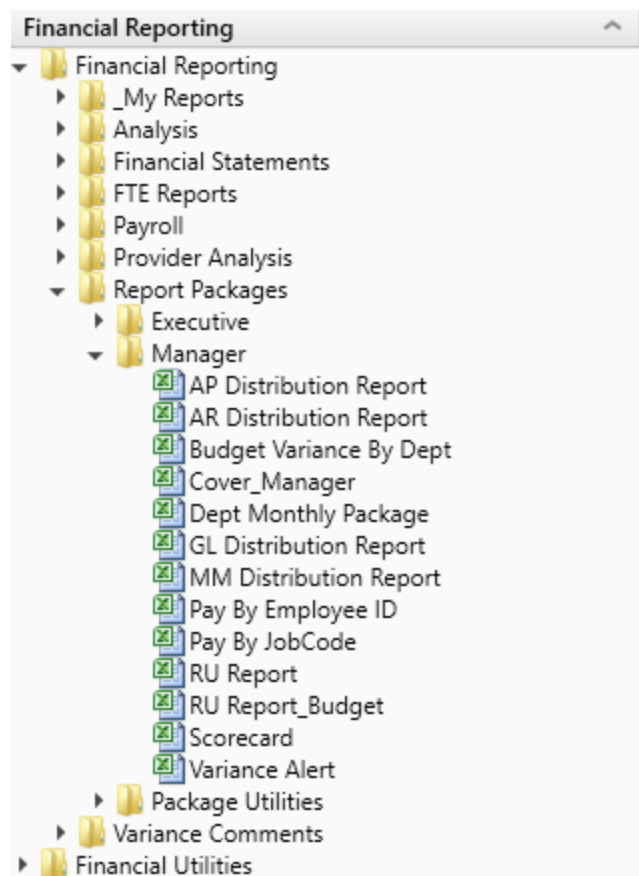 Financial Reporting
Financial Reporting
_My Reports
Analysis
Financial Statements
FTE Reports
Payroll
Provider Analysis
Report Packages
Executive
Manager
AP Distribution Report
AR Distribution Report
Budget Variance By Dept
Cover_Manager
Dept Monthly Package
GL Distribution Report
MM Distribution Report
Pay By Employee ID
Pay By JobCode
RU Report
RU Report_Budget
Scorecard
Variance Alert
Package Utilities
Variance Comments
Financial Utilities